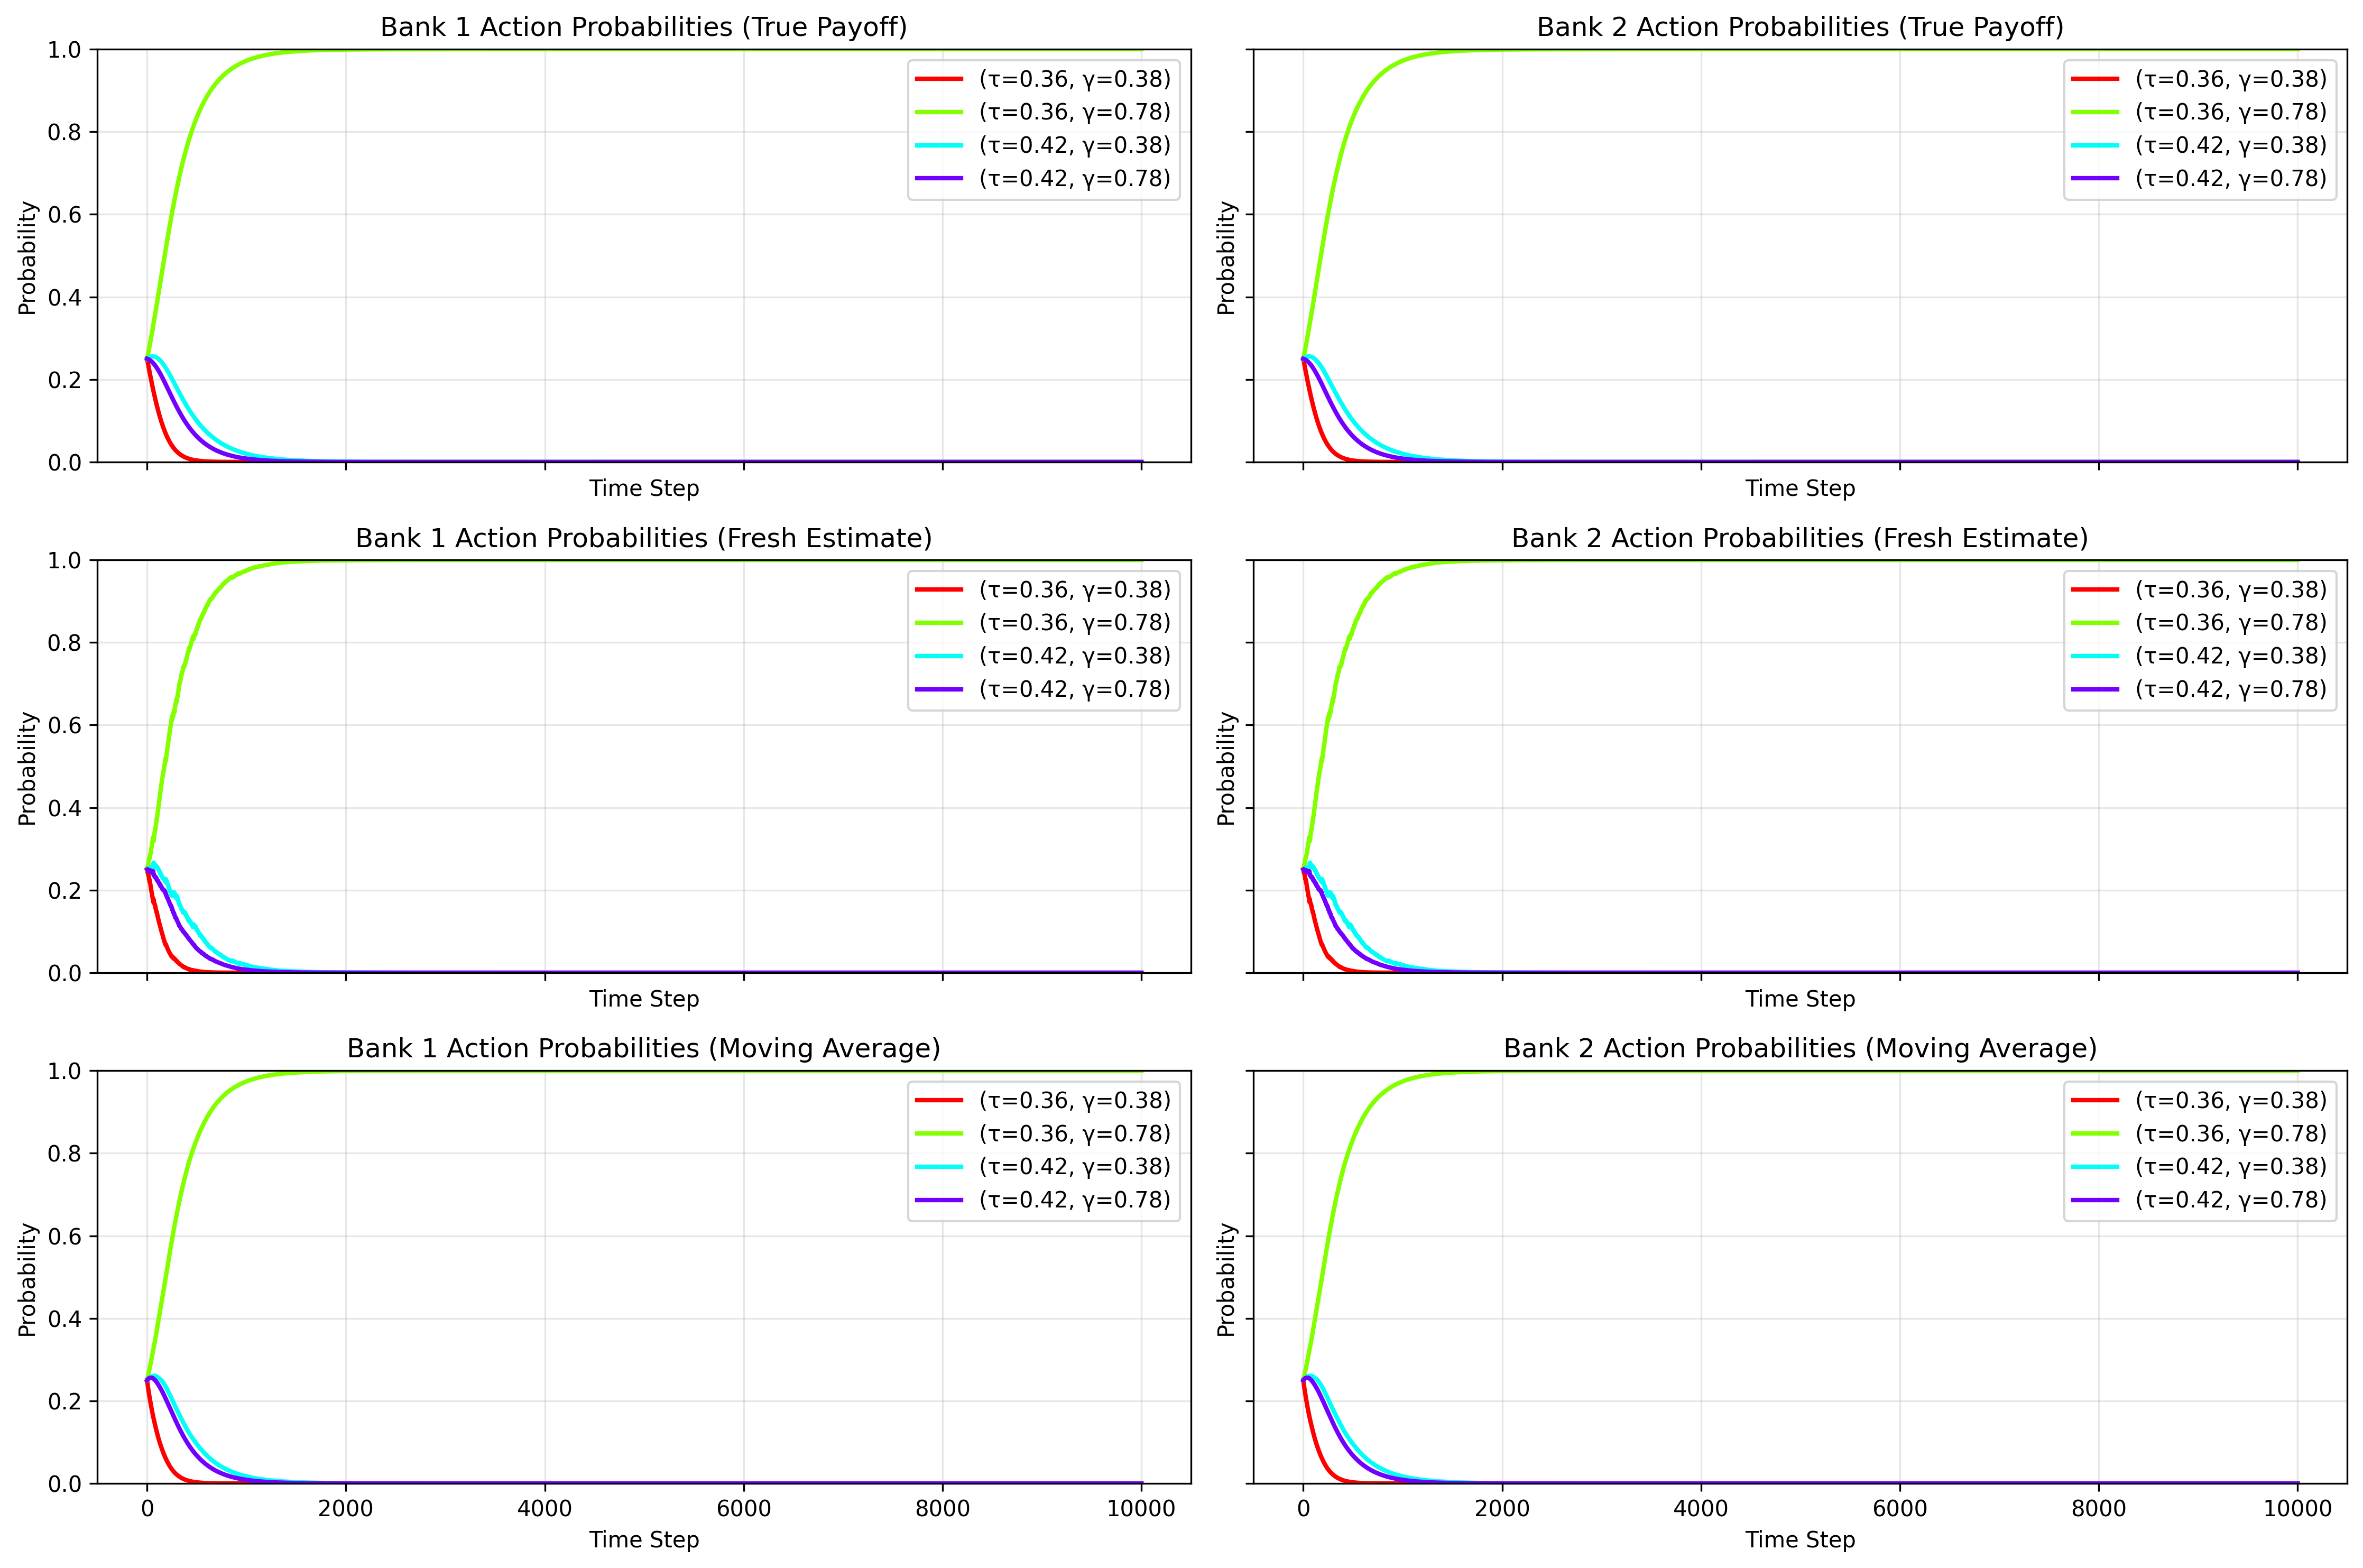 Bank 1 Action Probabilities (True Payoff)
1.0
0.8
0.6
0.4
0.2
0.0
Probability
Time Step
(τ=0.36, γ=0.38)
(τ=0.36, γ=0.78)
(τ=0.42, γ=0.38)
(τ=0.42, γ=0.78)
Bank 2 Action Probabilities (True Payoff)
Probability
Time Step
(τ=0.36, γ=0.38)
(τ=0.36, γ=0.78)
(τ=0.42, γ=0.38)
(τ=0.42, γ=0.78)
Bank 1 Action Probabilities (Fresh Estimate)
1.0
0.8
0.6
0.4
0.2
0.0
Probability
Time Step
(τ=0.36, γ=0.38)
(τ=0.36, γ=0.78)
(τ=0.42, γ=0.38)
(τ=0.42, γ=0.78)
Bank 2 Action Probabilities (Fresh Estimate)
Probability
Time Step
(τ=0.36, γ=0.38)
(τ=0.36, γ=0.78)
(τ=0.42, γ=0.38)
(τ=0.42, γ=0.78)
Bank 1 Action Probabilities (Moving Average)
1.0
0.8
0.6
0.4
0.2
0.0
Probability
(τ=0.36, γ=0.38)
(τ=0.36, γ=0.78)
(τ=0.42, γ=0.38)
(τ=0.42, γ=0.78)
0 2000 4000 6000 8000 10000
Time Step
Bank 2 Action Probabilities (Moving Average)
Probability
(τ=0.36, γ=0.38)
(τ=0.36, γ=0.78)
(τ=0.42, γ=0.38)
(τ=0.42, γ=0.78)
0 2000 4000 6000 8000 10000
Time Step